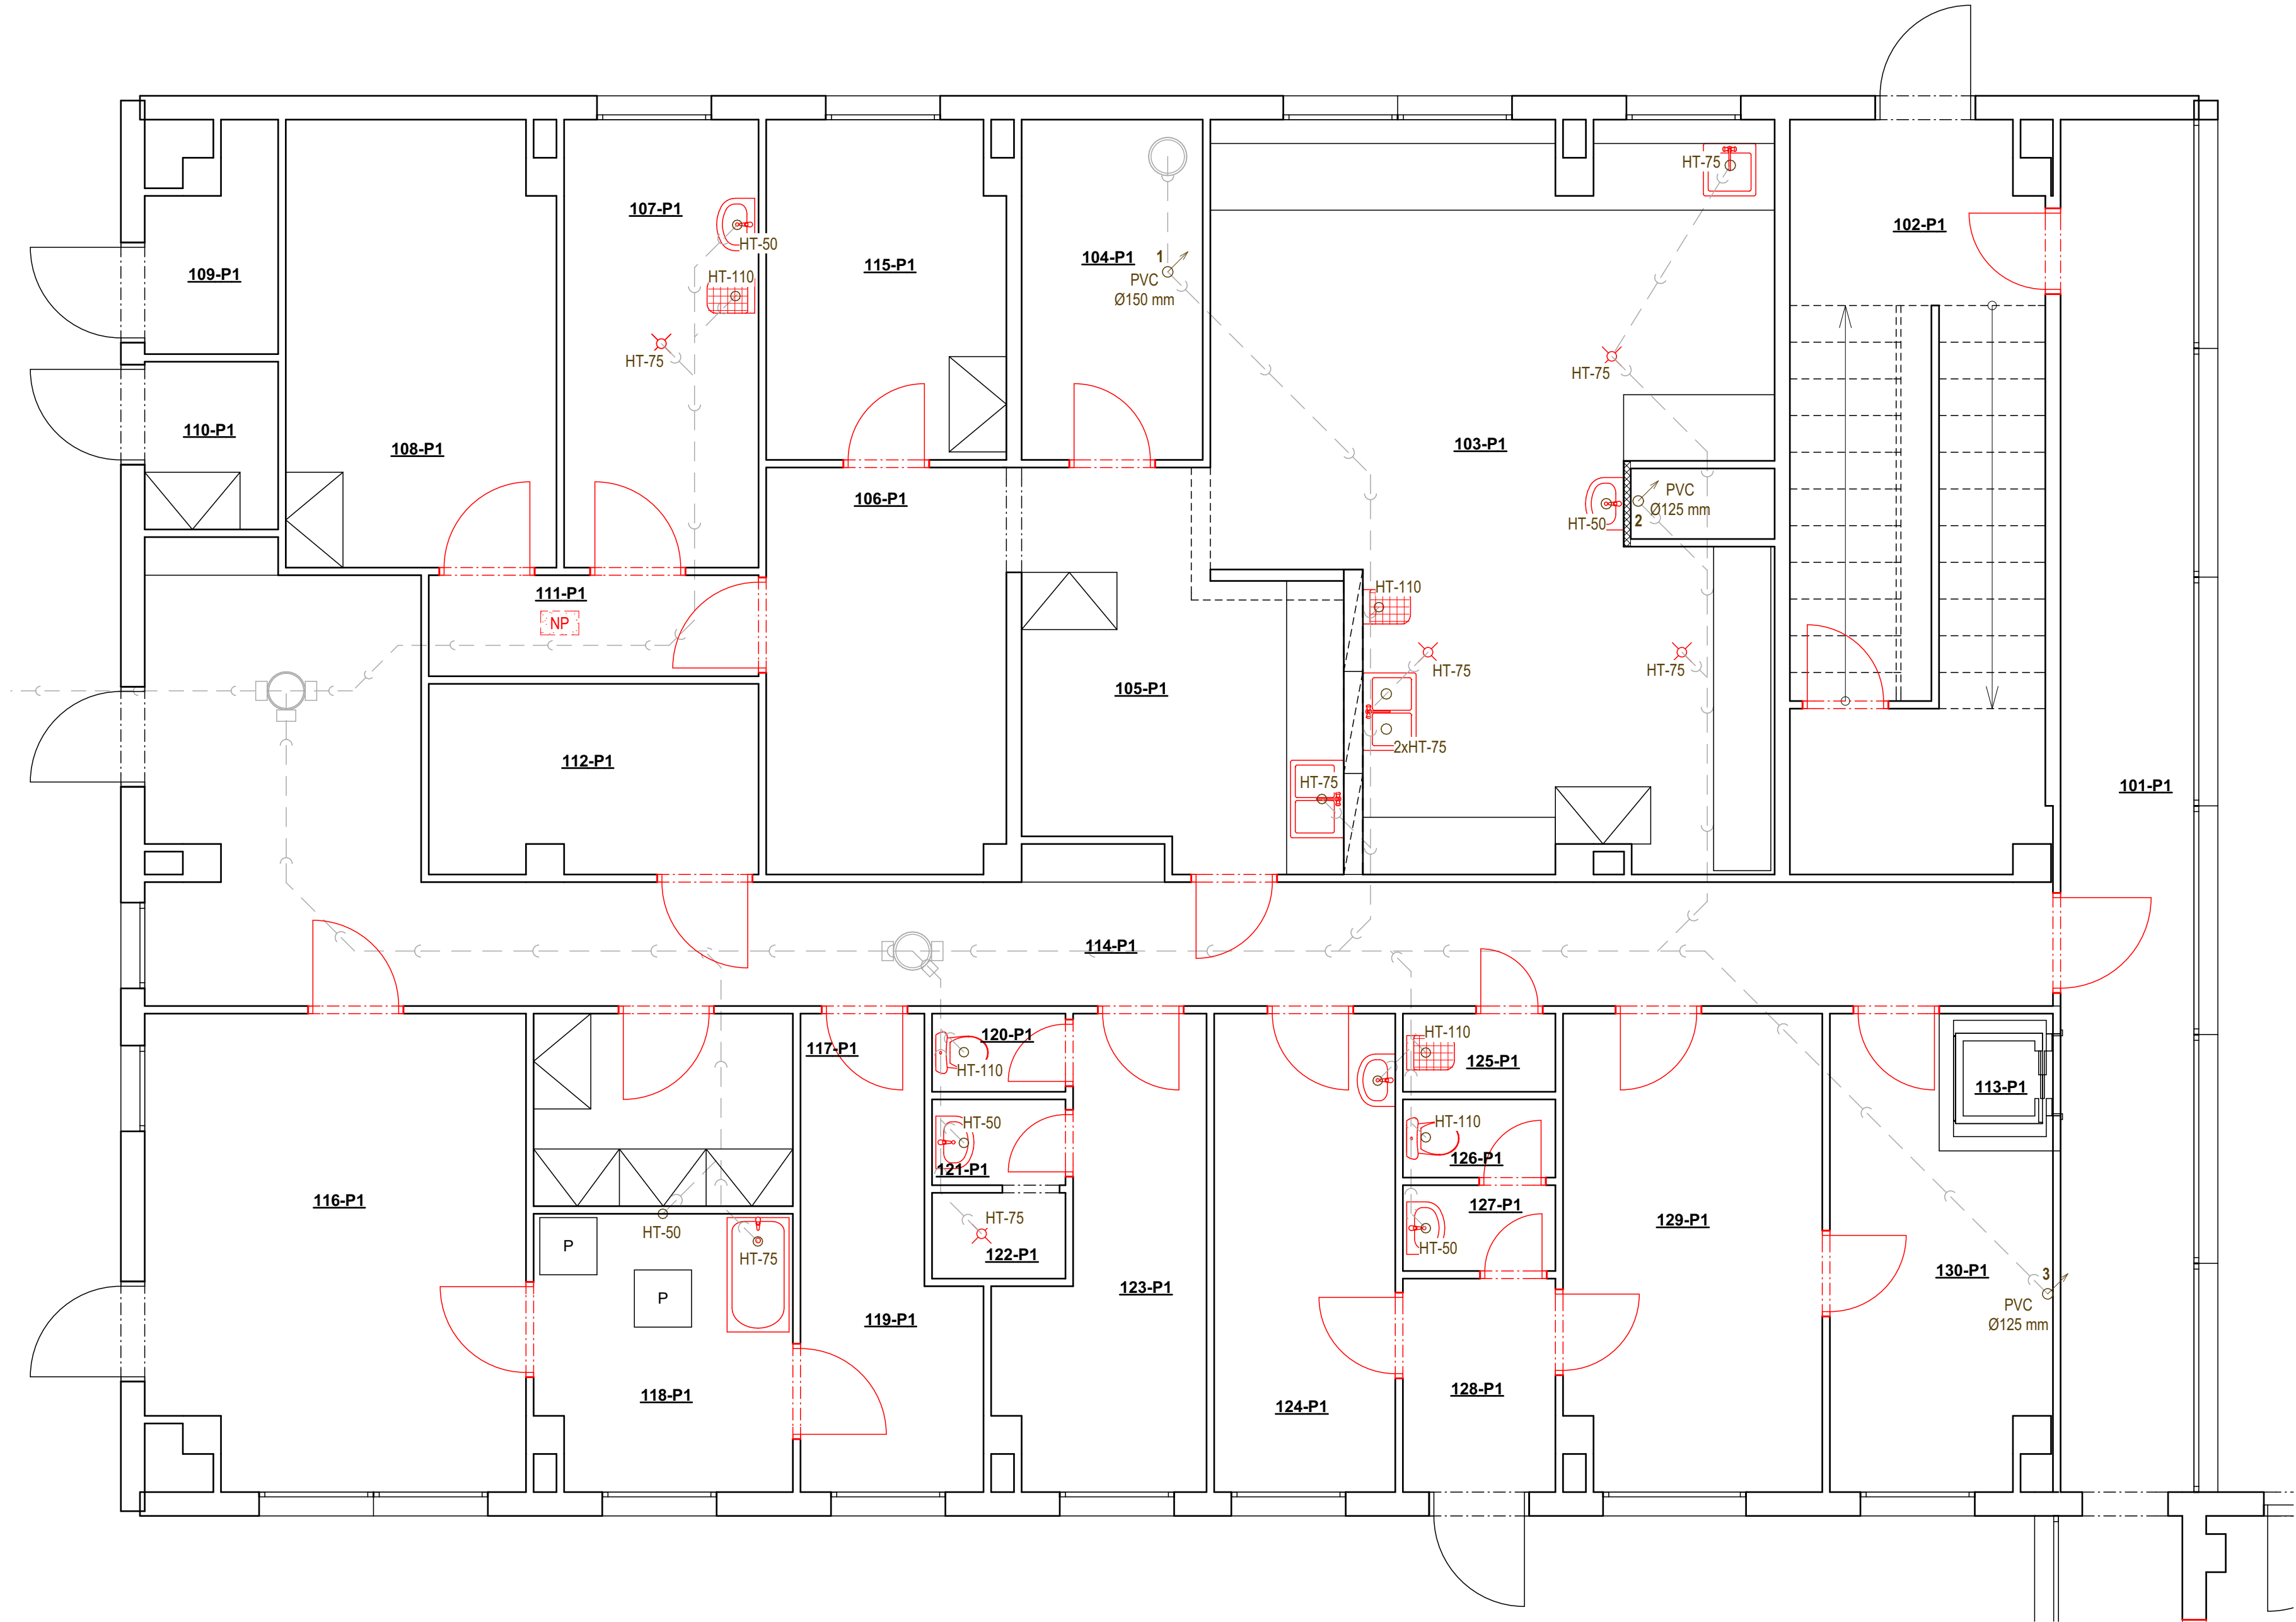 HT-75
107-P1
102-P1
HT-50
1
104-P1
115-P1
109-P1
HT-110
PVC
Ø150 mm
HT-75
HT-75
110-P1
108-P1
103-P1
106-P1
PVC
Ø125 mm
2
HT-50
111-P1
NP
HT-110
HT-75
HT-75
105-P1
2xHT-75
112-P1
HT-75
101-P1
114-P1
117-P1
120-P1
HT-110
HT-110
125-P1
113-P1
HT-50
HT-110
121-P1
126-P1
116-P1
127-P1
HT-75
129-P1
HT-50
P
HT-75
122-P1
HT-50
130-P1
3
123-P1
P
PVC
Ø125 mm
119-P1
118-P1
128-P1
124-P1